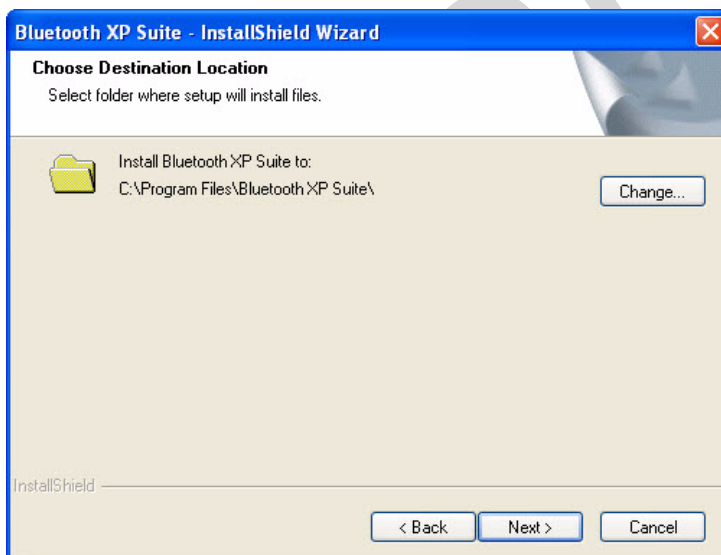 Bluetooth XP Suite - InstallShield Wizard
Choose Destination Location
Select folder where setup will install files.
Install Bluetooth XP Suite to:
C:\Program Files\Bluetooth XP Suite\
Change...
InstallShield
< Back
Next >
Cancel